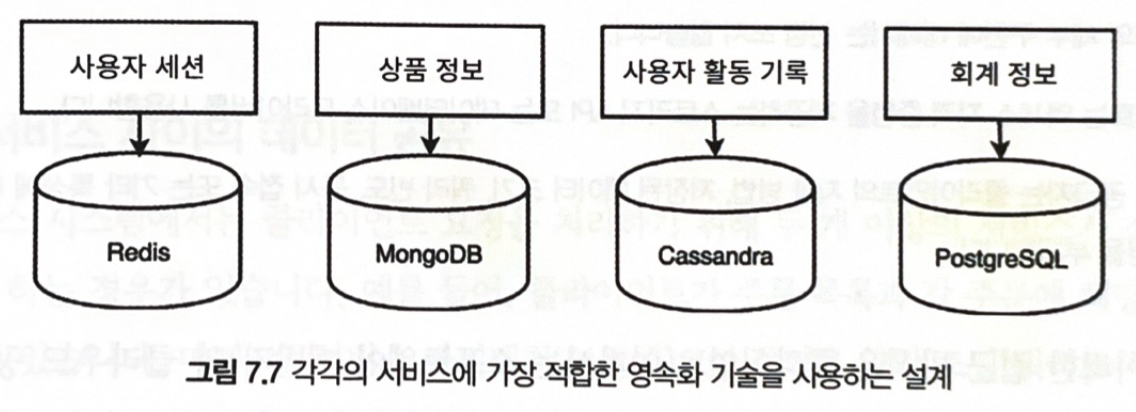 사용자 세션
상품 정보
사용자 활동 기록
회계 정보
Redis
MongoDB
Cassandra
PostgreSQL
그림 7.7 각각의 서비스에 가장 적합한 영속화 기술을 사용하는 설계